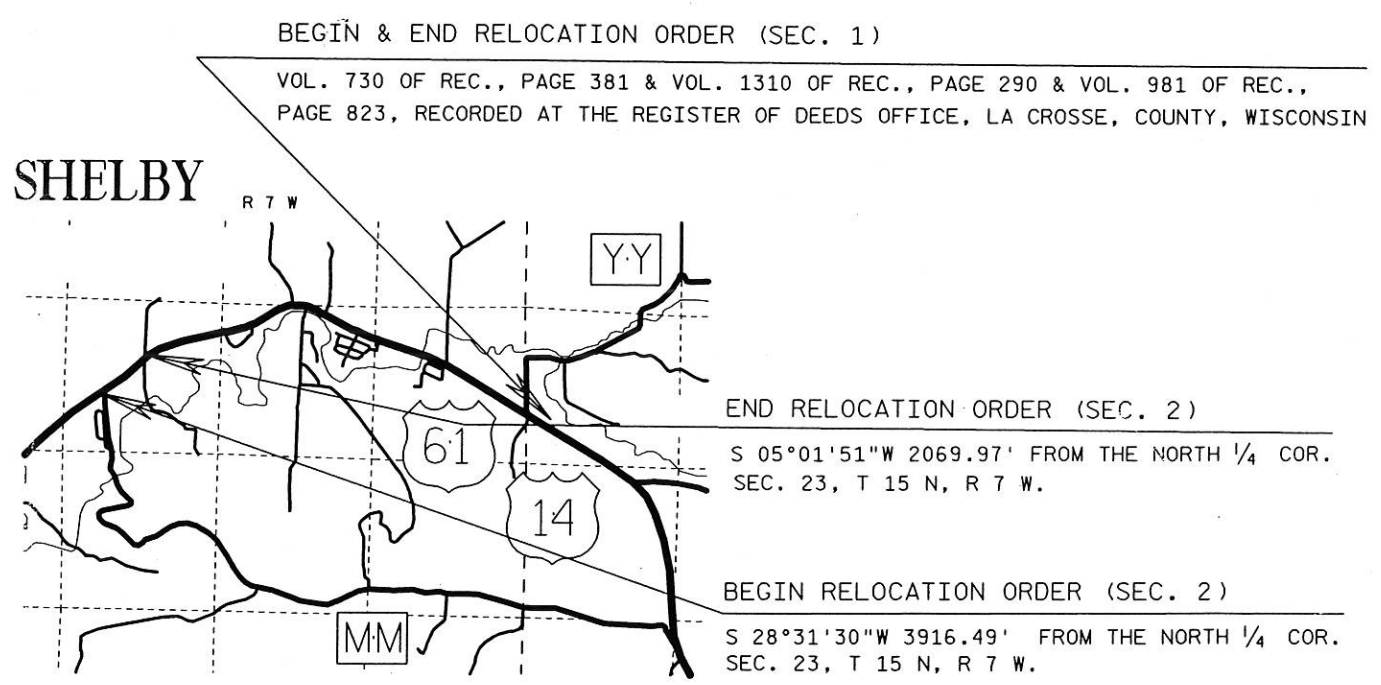 BEGIN & END RELOCATION ORDER (SEC. 1)
VOL. 730 OF REC., PAGE 381 & VOL. 1310 OF REC., PAGE 290 & VOL. 981 OF REC.,
PAGE 823, RECORDED AT THE REGISTER OF DEEDS OFFICE, LA CROSSE, COUNTY, WISCONSIN
SHELBY
R 7 W
Y·Y
END RELOCATION ORDER (SEC. 2)
S 05°01'51"W 2069.97' FROM THE NORTH 1/4 COR.
SEC. 23, T 15 N, R 7 W.
61
14
BEGIN RELOCATION ORDER (SEC. 2)
S 28°31'30"W 3916.49' FROM THE NORTH 1/4 COR.
SEC. 23, T 15 N, R 7 W.
M·M